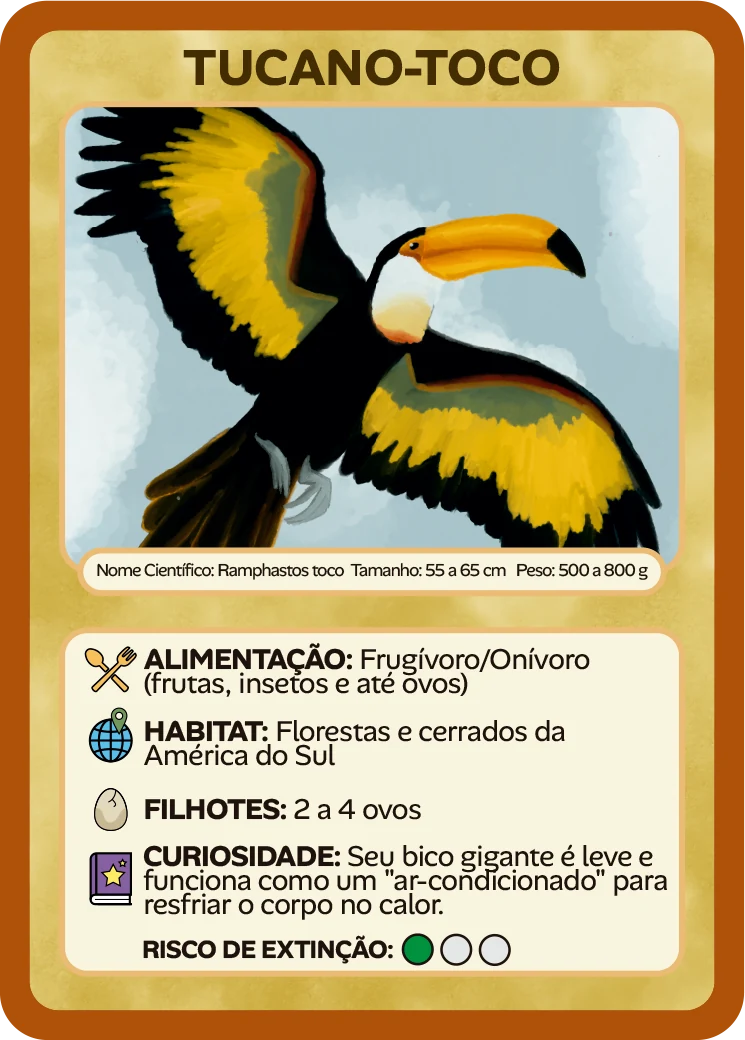 TUCANO-TOCO
Nome Científico: Ramphastos toco Tamanho: 55 a 65 cm Peso: 500 a 800 g
ALIMENTAÇÃO: Frugívoro/Onívoro
(frutas, insetos e até ovos)
HABITAT: Florestas e cerrados da
América do Sul
FILHOTES: 2 a 4 ovos
CURIOSIDADE: Seu bico gigante é leve e
funciona como um "ar-condicionado" para
resfriar o corpo no calor.
RISCO DE EXTINÇÃO: